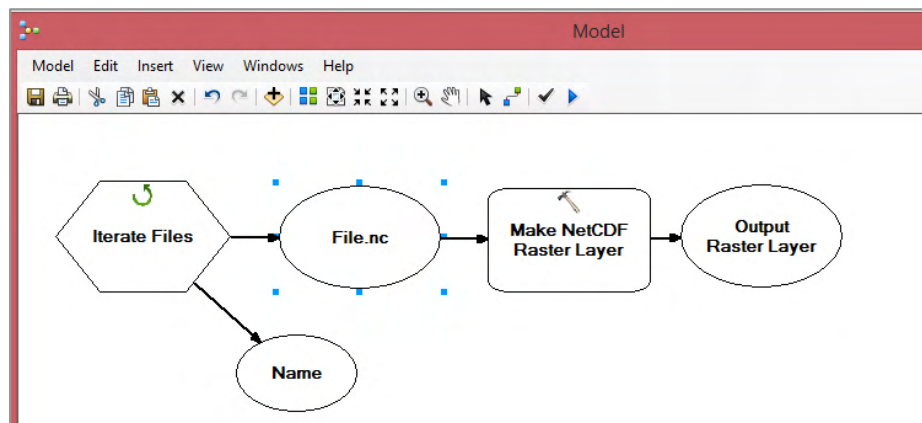 Model
Model Edit Insert View Windows Help
Iterate Files
File.nc
Make NetCDF
Raster Layer
Output
Raster Layer
Name